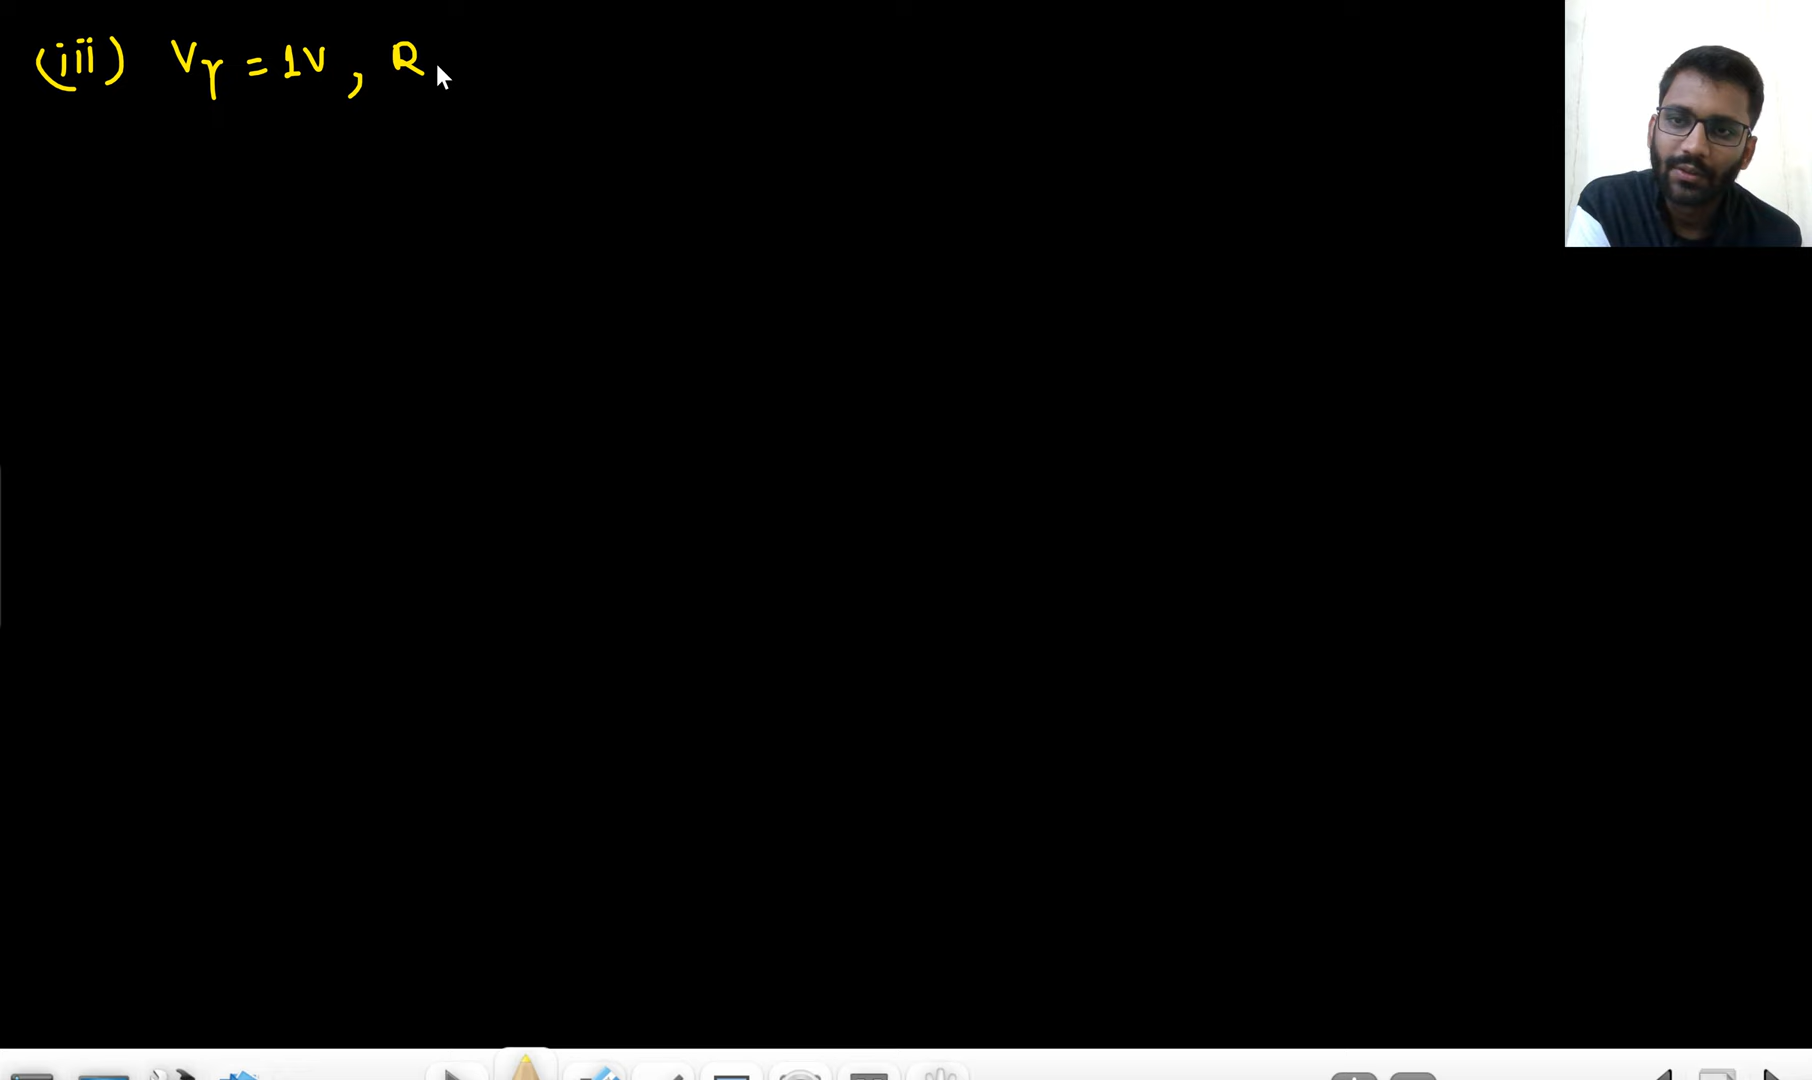 (iii) Vγ = 1V , R